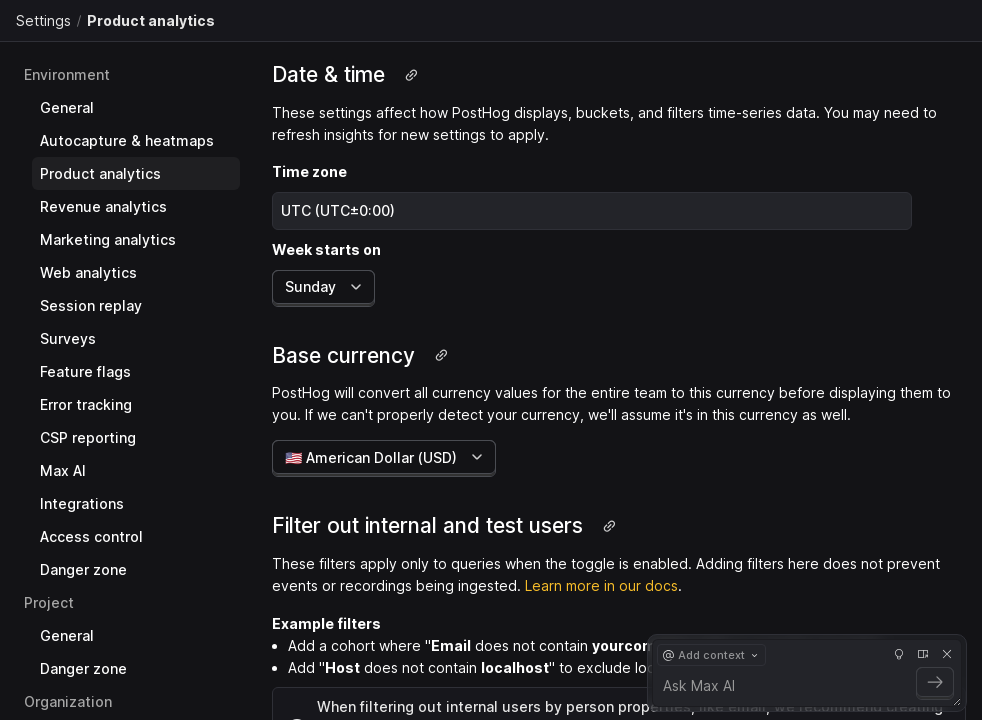 Settings / Product analytics
Environment
General
Autocapture & heatmaps
Product analytics
Revenue analytics
Marketing analytics
Web analytics
Session replay
Surveys
Feature flags
Error tracking
CSP reporting
Max AI
Integrations
Access control
Danger zone
Project
General
Danger zone
Organization
Date & time
These settings affect how PostHog displays, buckets, and filters time-series data. You may need to
refresh insights for new settings to apply.
Time zone
UTC (UTC±0:00)
Week starts on
Sunday
Base currency
PostHog will convert all currency values for the entire team to this currency before displaying them to
you. If we can't properly detect your currency, we'll assume it's in this currency as well.
🇺🇸 American Dollar (USD)
Filter out internal and test users
These filters apply only to queries when the toggle is enabled. Adding filters here does not prevent
events or recordings being ingested. Learn more in our docs.
Example filters
• Add a cohort where "Email does not contain
• Add "Host does not contain localhost" to exclude
When filtering out internal users by person properties, like email, we recommend creating
@ Add context
Ask Max AI